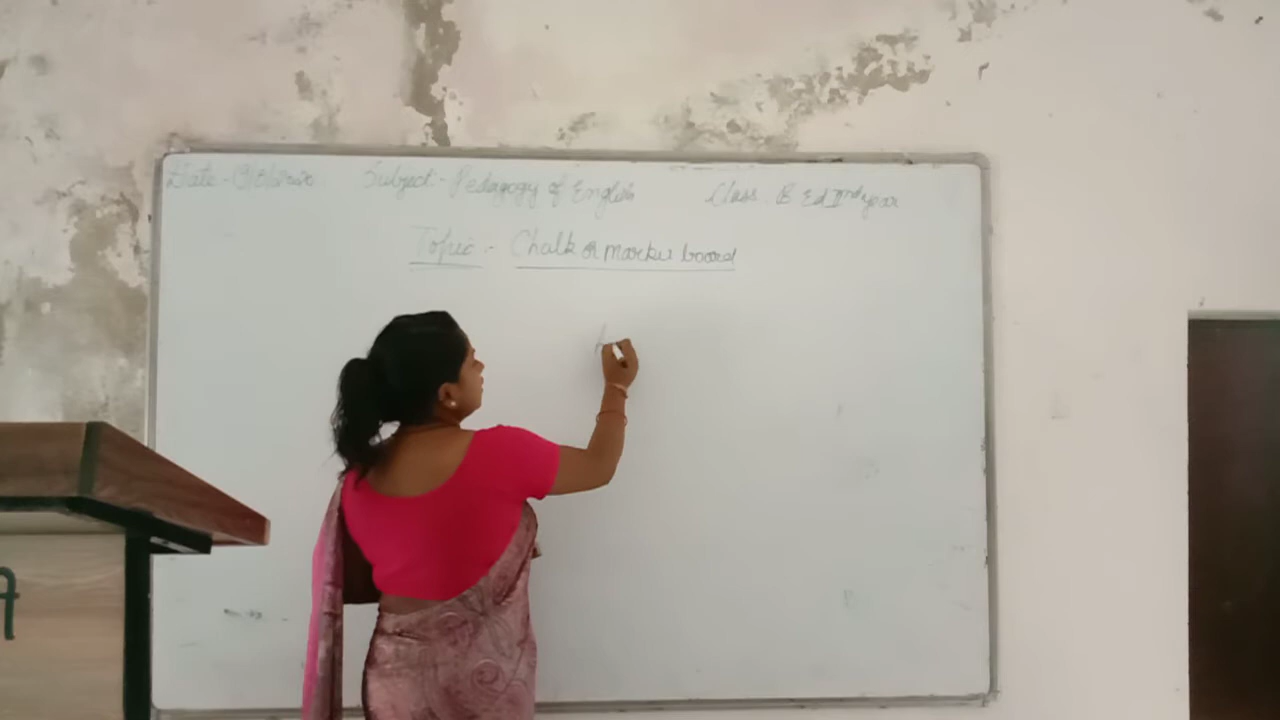 Date:- Subject:- Pedagogy of English Class. B Ed IInd year
Topic:- Chalk or marker board
f